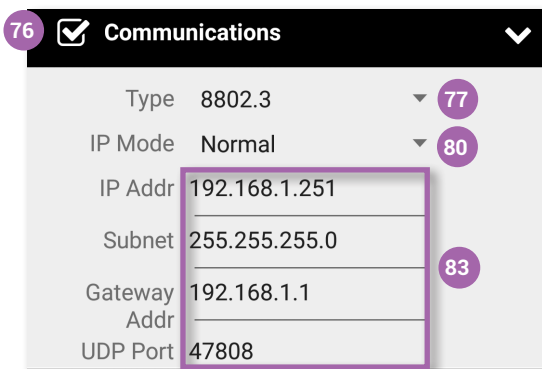 76 Communications
Type 8802.3 77
IP Mode Normal 80
IP Addr 192.168.1.251
Subnet 255.255.255.0
83
Gateway 192.168.1.1
Addr
UDP Port 47808